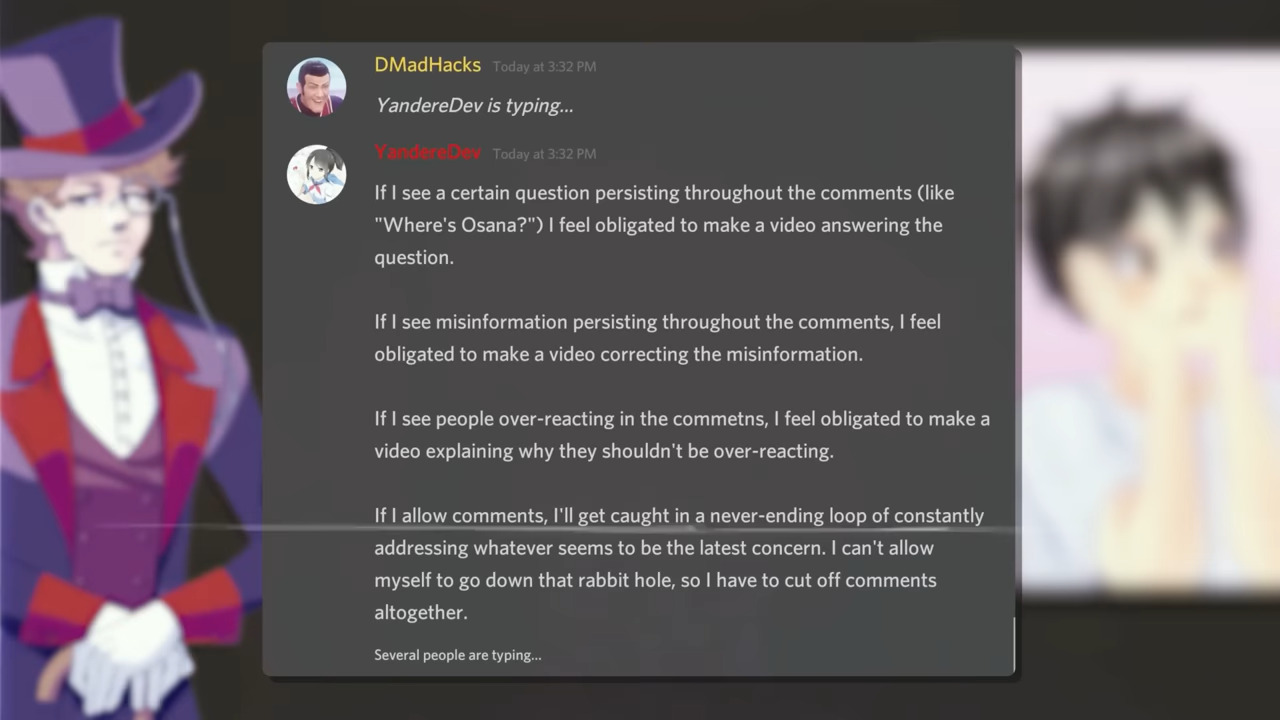 DMadHacks Today at 3:32 PM
YandereDev is typing...
YandereDev Today at 3:32 PM
If I see a certain question persisting throughout the comments (like
"Where's Osana?") I feel obligated to make a video answering the
question.
If I see misinformation persisting throughout the comments, I feel
obligated to make a video correcting the misinformation.
If I see people over-reacting in the commetns, I feel obligated to make a
video explaining why they shouldn't be over-reacting.
If I allow comments, I'll get caught in a never-ending loop of constantly
addressing whatever seems to be the latest concern. I can't allow
myself to go down that rabbit hole, so I have to cut off comments
altogether.
Several people are typing...